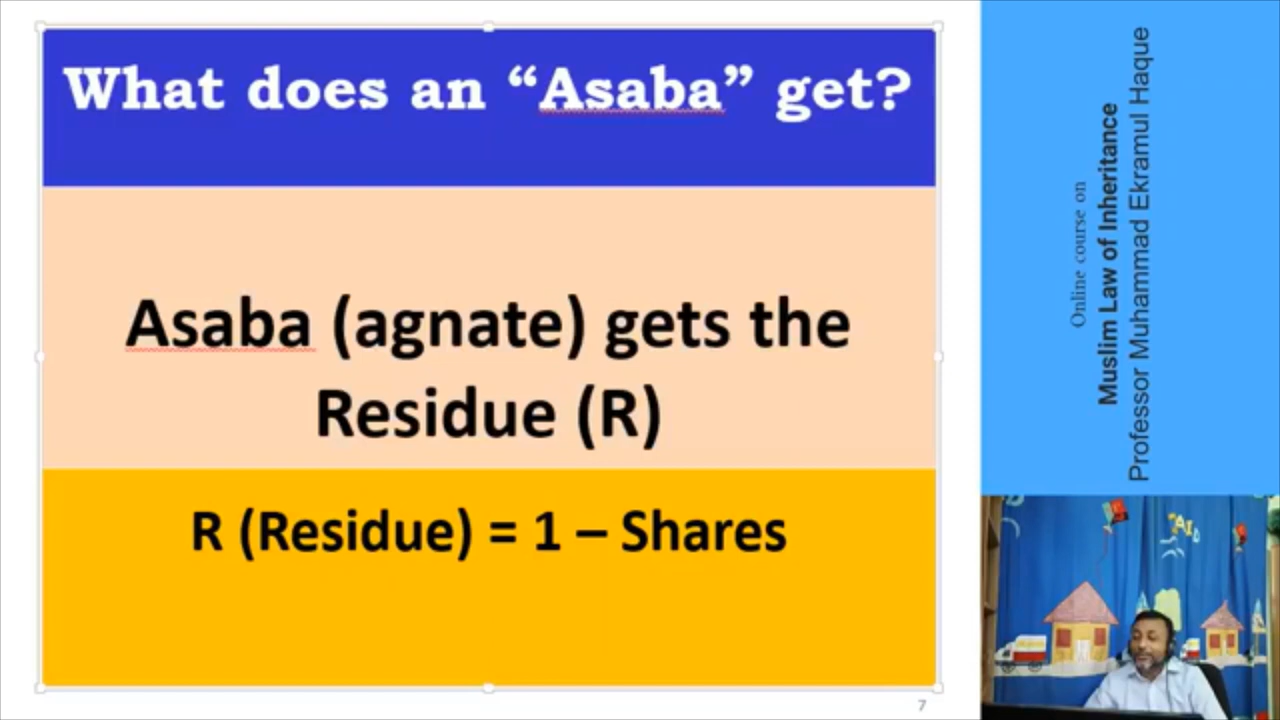 What does an “Asaba” get?
Asaba (agnate) gets the
Residue (R)
R (Residue) = 1 – Shares
7
Online course on
Muslim Law of Inheritance
Professor Muhammad Ekramul Haque